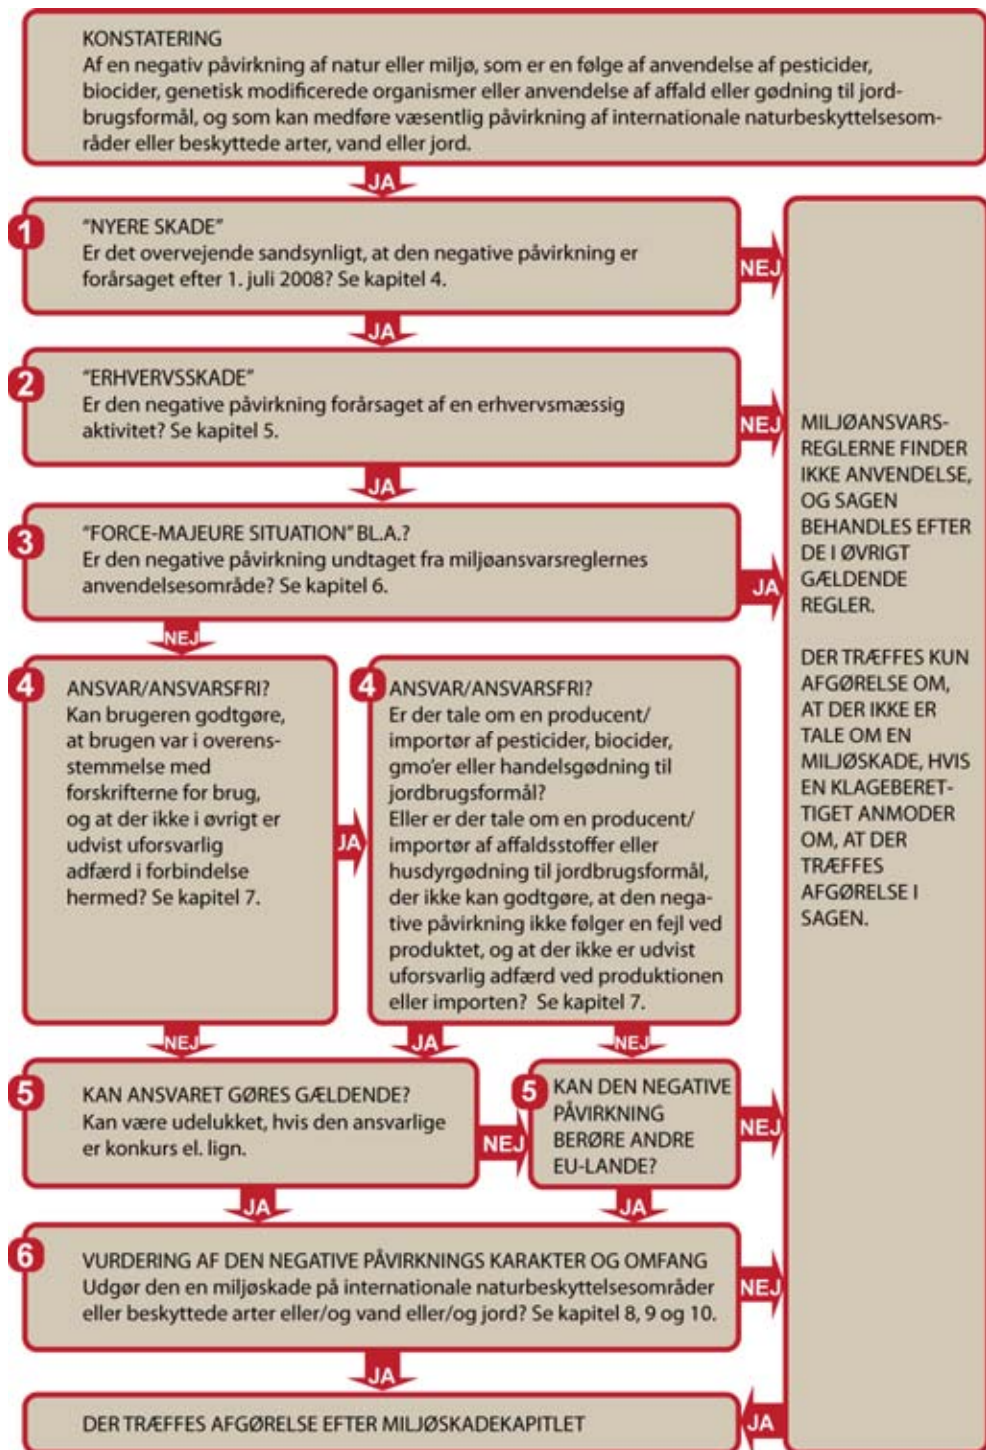 KONSTATERING
Af en negativ påvirkning af natur eller miljø, som er en følge af anvendelse af pesticider,
biocider, genetisk modificerede organismer eller anvendelse af affald eller gødning til jord-
brugsformål, og som kan medføre væsentlig påvirkning af internationale naturbeskyttelsesom-
råder eller beskyttede arter, vand eller jord.
JA
1
"NYERE SKADE"
Er det overvejende sandsynligt, at den negative påvirkning er
forårsaget efter 1. juli 2008? Se kapitel 4.
NEJ
JA
2
"ERHVERVSSKADE"
Er den negative påvirkning forårsaget af en erhvervsmæssig
aktivitet? Se kapitel 5.
NEJ
JA
3
"FORCE-MAJEURE SITUATION" BL.A.?
Er den negative påvirkning undtaget fra miljøansvarsreglernes
anvendelsesområde? Se kapitel 6.
JA
NEJ
4
ANSVAR/ANSVARSFRI?
Kan brugeren godtgøre,
at brugen var i overens-
stemmelse med
forskrifterne for brug,
og at der ikke i øvrigt er
udvist uforsvarlig
adfærd i forbindelse
hermed? Se kapitel 7.
JA
4
ANSVAR/ANSVARSFRI?
Er der tale om en producent/
importør af pesticider, biocider,
gmo'er eller handelsgødning til
jordbrugsformål?
Eller er der tale om en producent/
importør af affaldsstoffer eller
husdyrgødning til jordbrugsformål,
der ikke kan godtgøre, at den nega-
tive påvirkning ikke følger en fejl ved
produktet, og at der ikke er udvist
uforsvarlig adfærd ved produktionen
eller importen? Se kapitel 7.
NEJ
JA
NEJ
5
KAN ANSVARET GØRES GÆLDENDE?
Kan være udelukket, hvis den ansvarlige
er konkurs el. lign.
NEJ
5
KAN DEN NEGATIVE
PÅVIRKNING
BERØRE ANDRE
EU-LANDE?
NEJ
JA
JA
6
VURDERING AF DEN NEGATIVE PÅVIRKNINGS KARAKTER OG OMFANG
Udgør den en miljøskade på internationale naturbeskyttelsesområder
eller beskyttede arter eller/og vand eller/og jord? Se kapitel 8, 9 og 10.
NEJ
JA
DER TRÆFFES AFGØRELSE EFTER MILJØSKADEKAPITLET
JA
MILJØANSVARS-
REGLERNE FINDER
IKKE ANVENDELSE,
OG SAGEN
BEHANDLES EFTER
DE I ØVRIGT
GÆLDENDE
REGLER.
DER TRÆFFES KUN
AFGØRELSE OM,
AT DER IKKE ER
TALE OM EN
MILJØSKADE, HVIS
EN KLAGEBERET-
TIGET ANMODER
OM, AT DER
TRÆFFES
AFGØRELSE I
SAGEN.